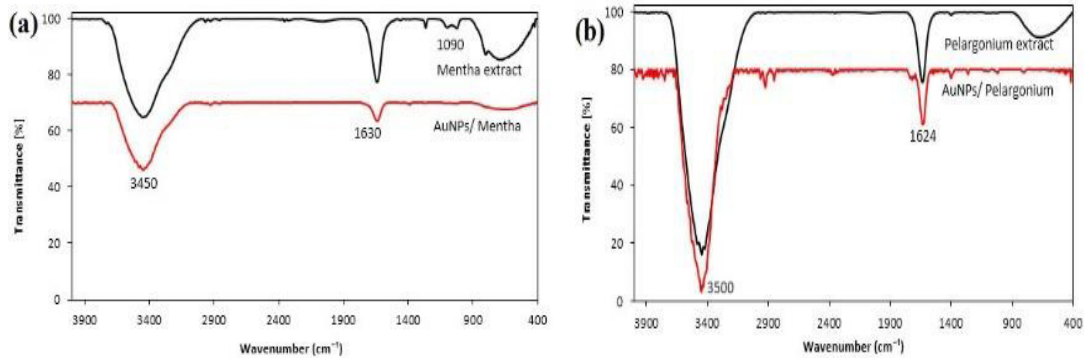 (a)
100
80
60
40
20
0
Transmittance [%]
1090
Mentha extract
AuNPs/ Mentha
1630
3450
3900 3400 2900 2400 1900 1400 900 400
Wavenumber (cm⁻¹)
(b)
100
80
60
40
20
0
Transmittance [%]
Pelargonium extract
AuNPs/ Pelargonium
1624
3500
3900 3400 2900 2400 1900 1400 900 400
Wavenumber (cm⁻¹)